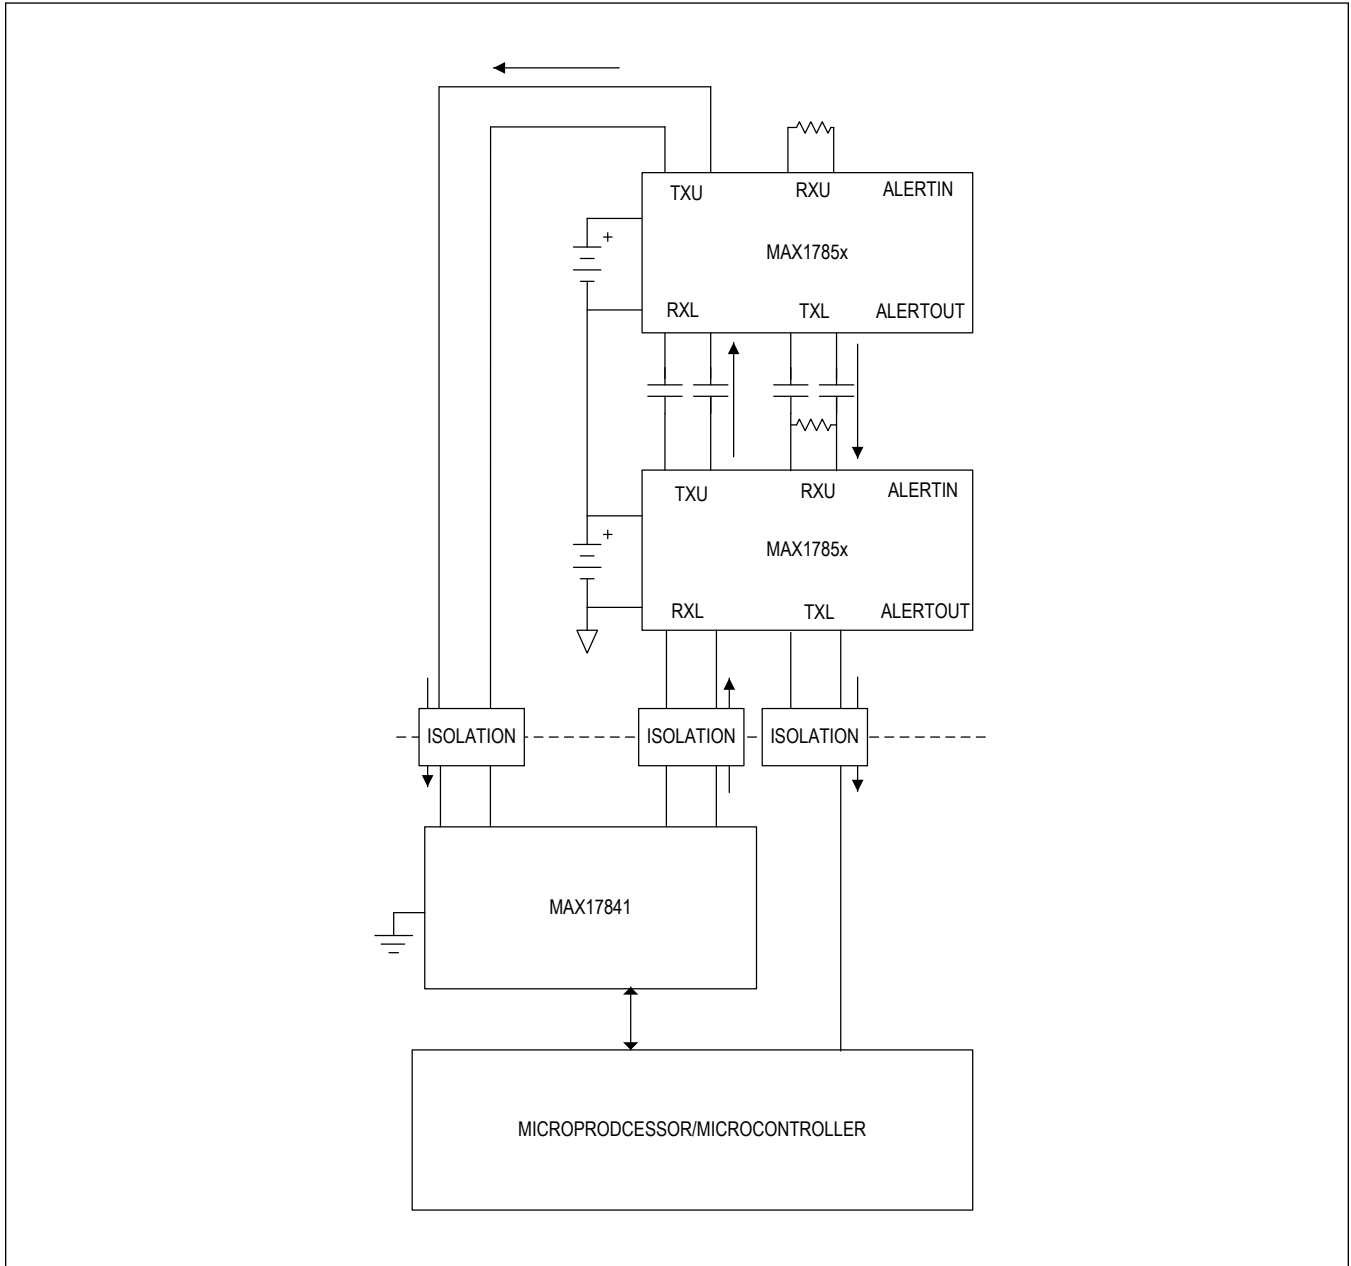 TXU RXU ALERTIN
MAX1785x
+
RXL TXL ALERTOUT
TXU RXU ALERTIN
+
MAX1785x
RXL TXL ALERTOUT
ISOLATION ISOLATION ISOLATION
MAX17841
MICROPRODCESSOR/MICROCONTROLLER